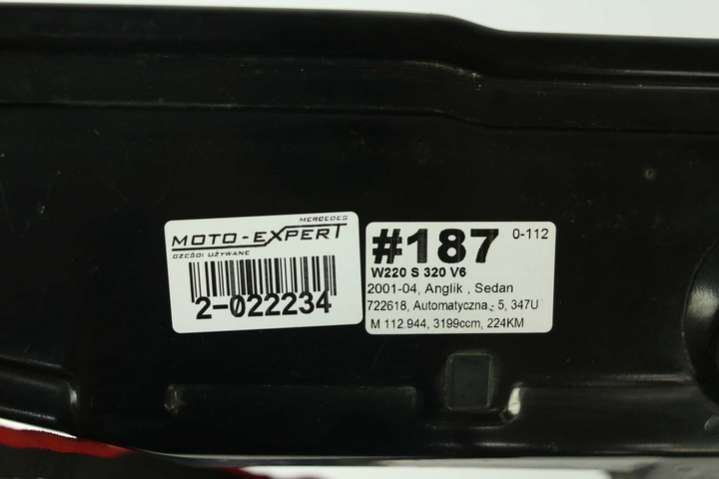 MERCEDES
MOTO-EXPERT
CZĘŚCI UŻYWANE
2-022234
#187 0-112
W220 S 320 V6
2001-04, Anglik , Sedan
722618, Automatyczna,- 5, 347U
M 112.944, 3199ccm, 224KM